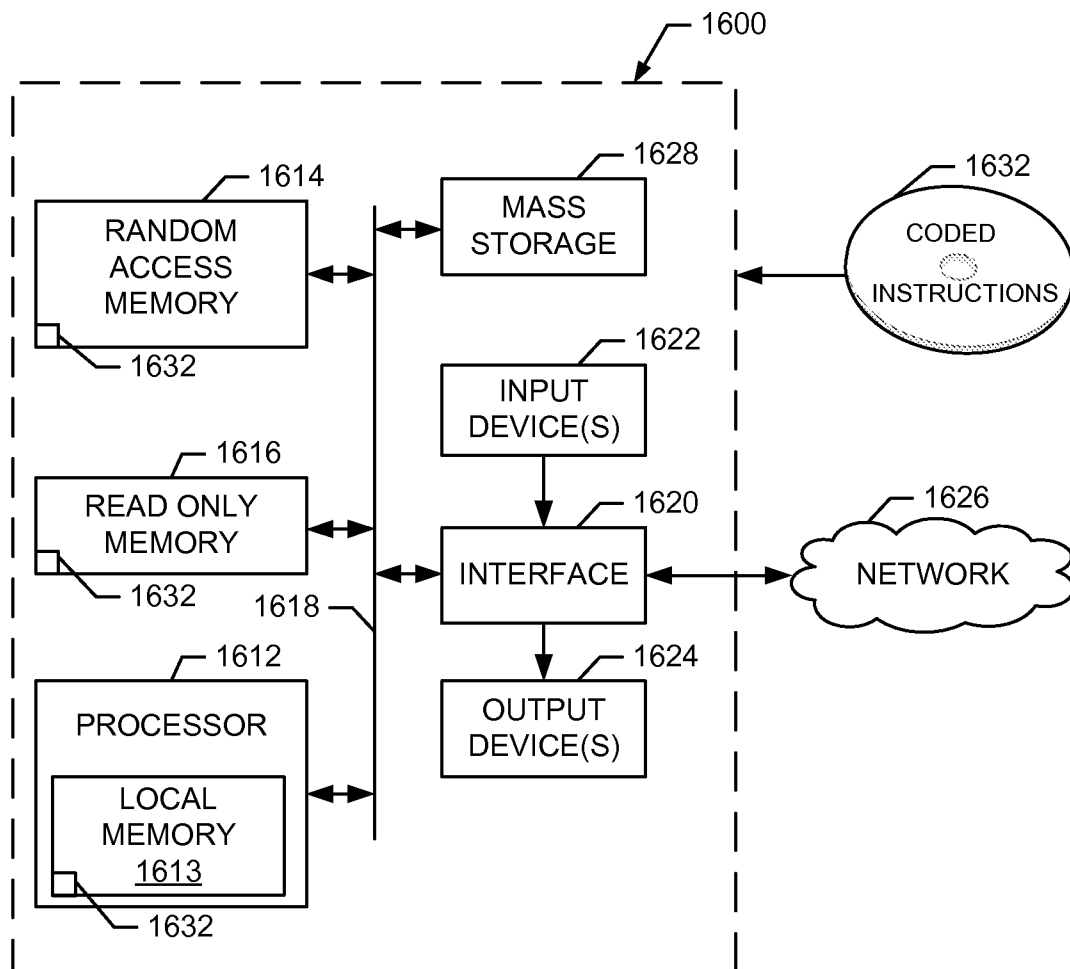 1600
1614
RANDOM
ACCESS
MEMORY
1632
1628
MASS
STORAGE
1632
CODED
INSTRUCTIONS
1622
INPUT
DEVICE(S)
1616
READ ONLY
MEMORY
1632
1618
1620
INTERFACE
1626
NETWORK
1612
PROCESSOR
LOCAL
MEMORY
1613
1632
1624
OUTPUT
DEVICE(S)